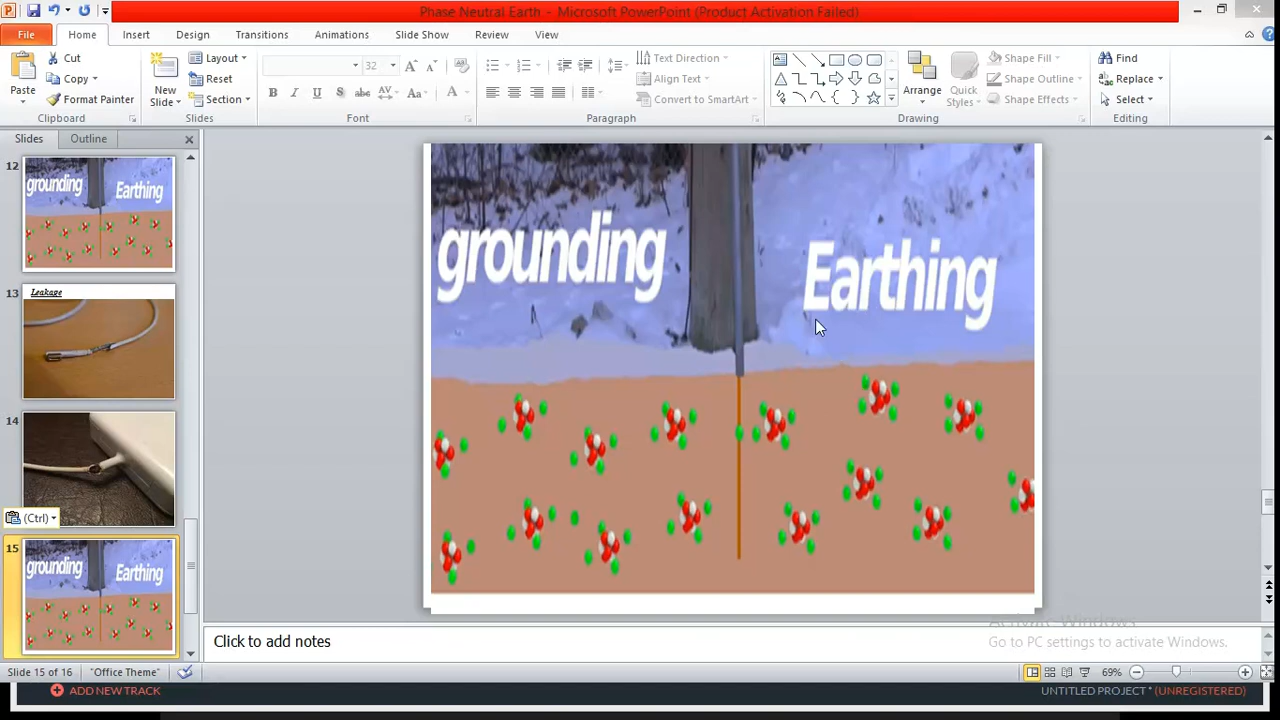 Phase Neutral Earth - Microsoft PowerPoint (Product Activation Failed)
File Home Insert Design Transitions Animations Slide Show Review View
Paste
Cut
Copy
Format Painter
Clipboard
New Slide
Layout
Reset
Section
Slides
32
B I U S abc AV Aa A
Font
Text Direction
Align Text
Convert to SmartArt
Paragraph
Arrange
Quick Styles
Shape Fill
Shape Outline
Shape Effects
Drawing
Find
Replace
Select
Editing
Slides Outline
12
grounding Earthing
13
Leakage
14
(Ctrl)
15
grounding Earthing
grounding
Earthing
Click to add notes
Activate Windows
Go to PC settings to activate Windows.
Slide 15 of 16 "Office Theme" 69%
ADD NEW TRACK UNTITLED PROJECT * (UNREGISTERED)